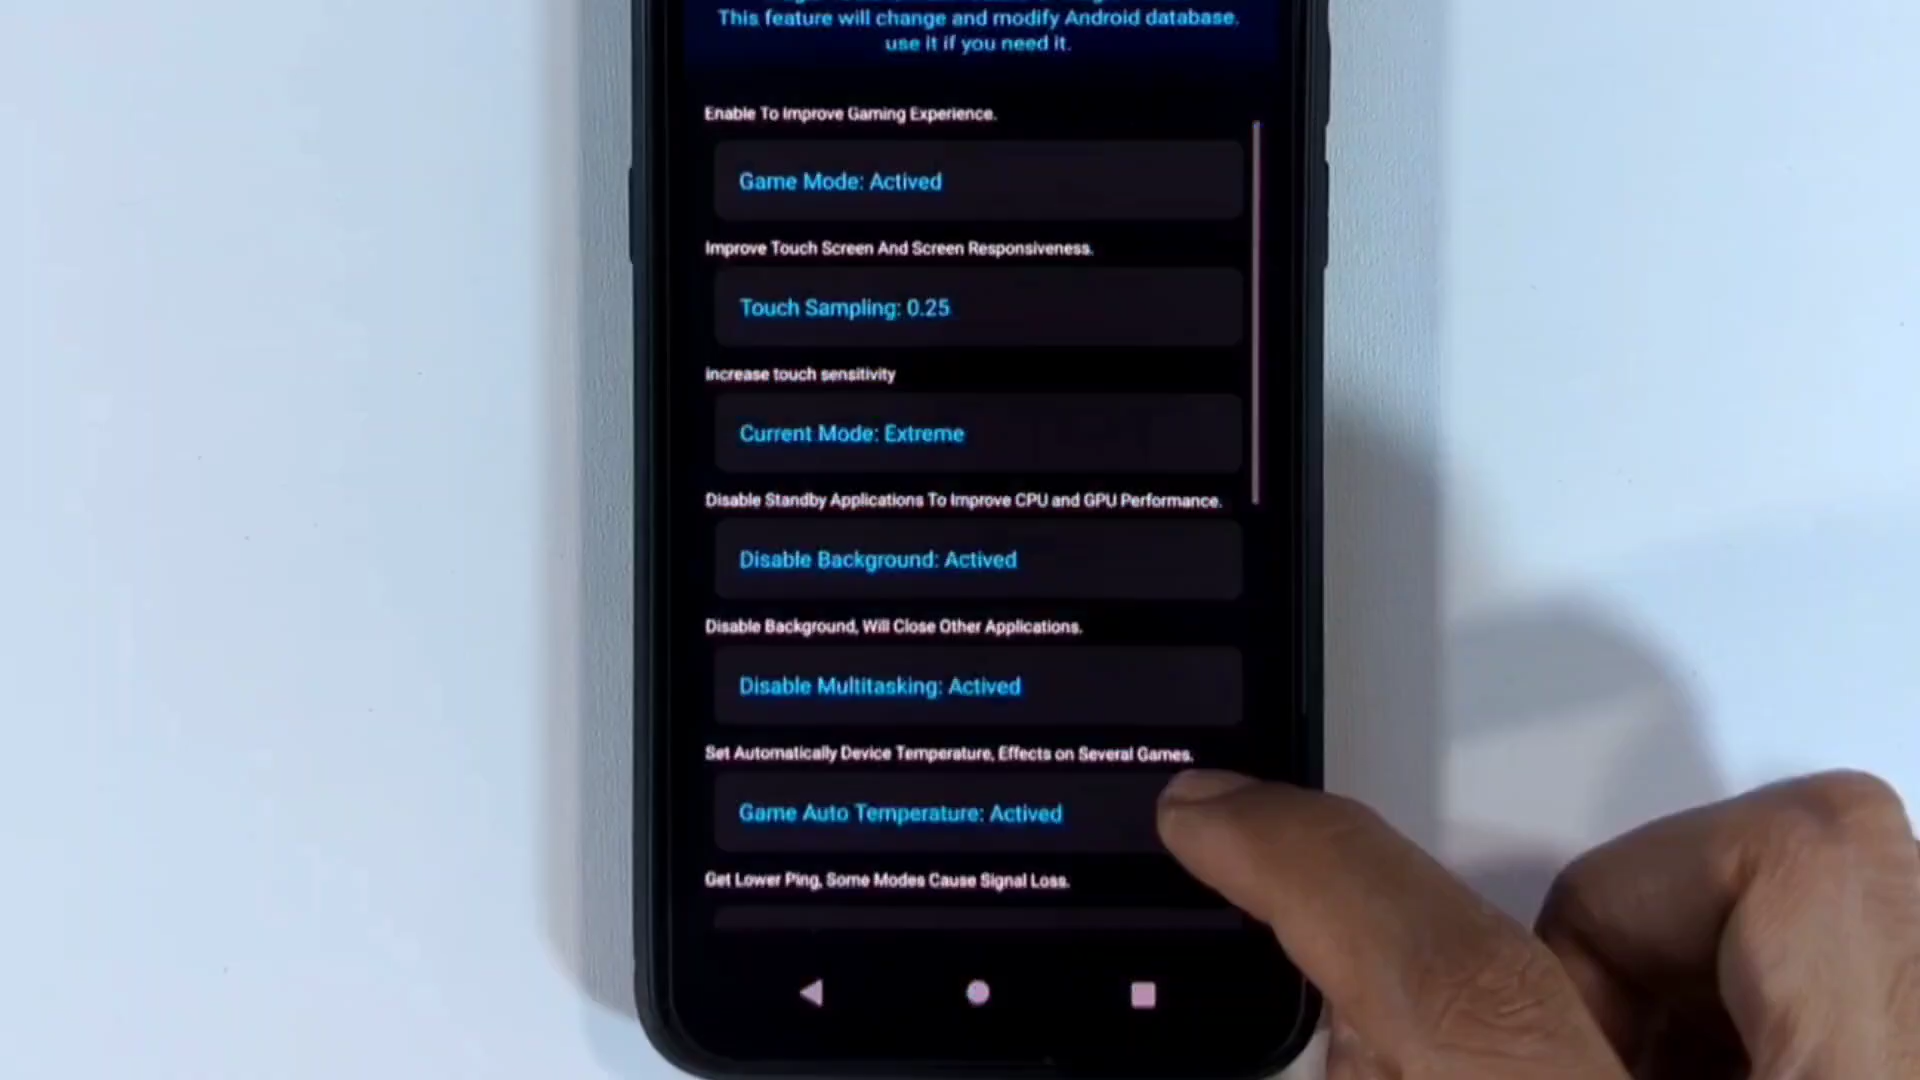 This feature will change and modify Android database.
use it if you need it.
Enable To Improve Gaming Experience.
Game Mode: Actived
Improve Touch Screen And Screen Responsiveness.
Touch Sampling: 0.25
Increase touch sensitivity
Current Mode: Extreme
Disable Standby Applications To Improve CPU and GPU Performance.
Disable Background: Actived
Disable Background, Will Close Other Applications.
Disable Multitasking: Actived
Set Automatically Device Temperature, Effects on Several Games.
Game Auto Temperature: Actived
Get Lower Ping, Some Modes Cause Signal Loss.